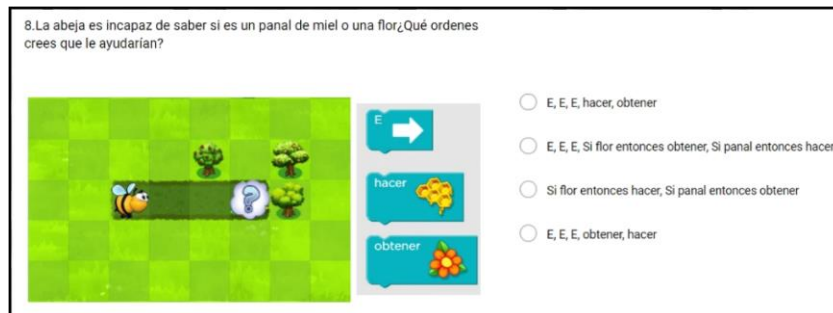 8.La abeja es incapaz de saber si es un panal de miel o una flor¿Qué ordenes
crees que le ayudarían?
E
hacer
obtener
?
E, E, E, hacer, obtener
E, E, E, Si flor entonces obtener, Si panal entonces hacer
Si flor entonces hacer, Si panal entonces obtener
E, E, E, obtener, hacer